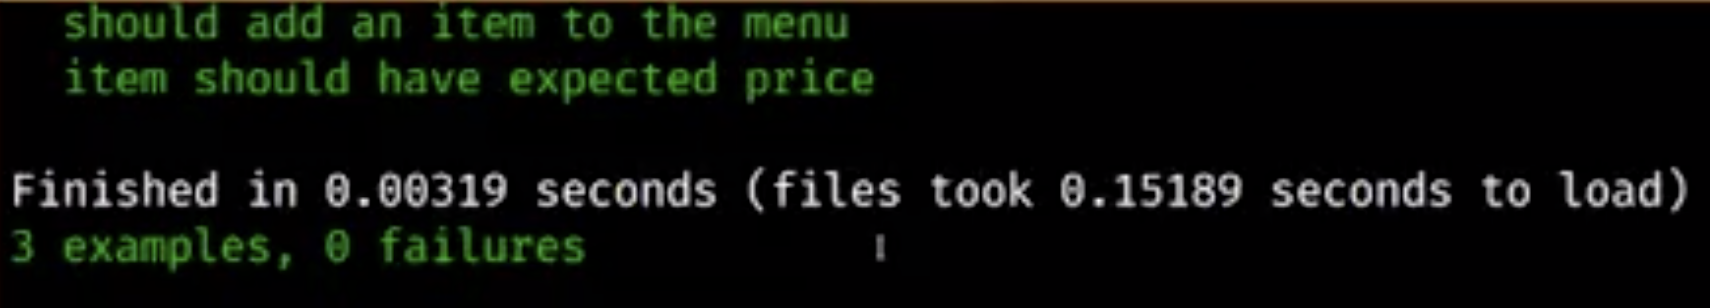 should add an item to the menu
item should have expected price
Finished in 0.00319 seconds (files took 0.15189 seconds to load)
3 examples, 0 failures